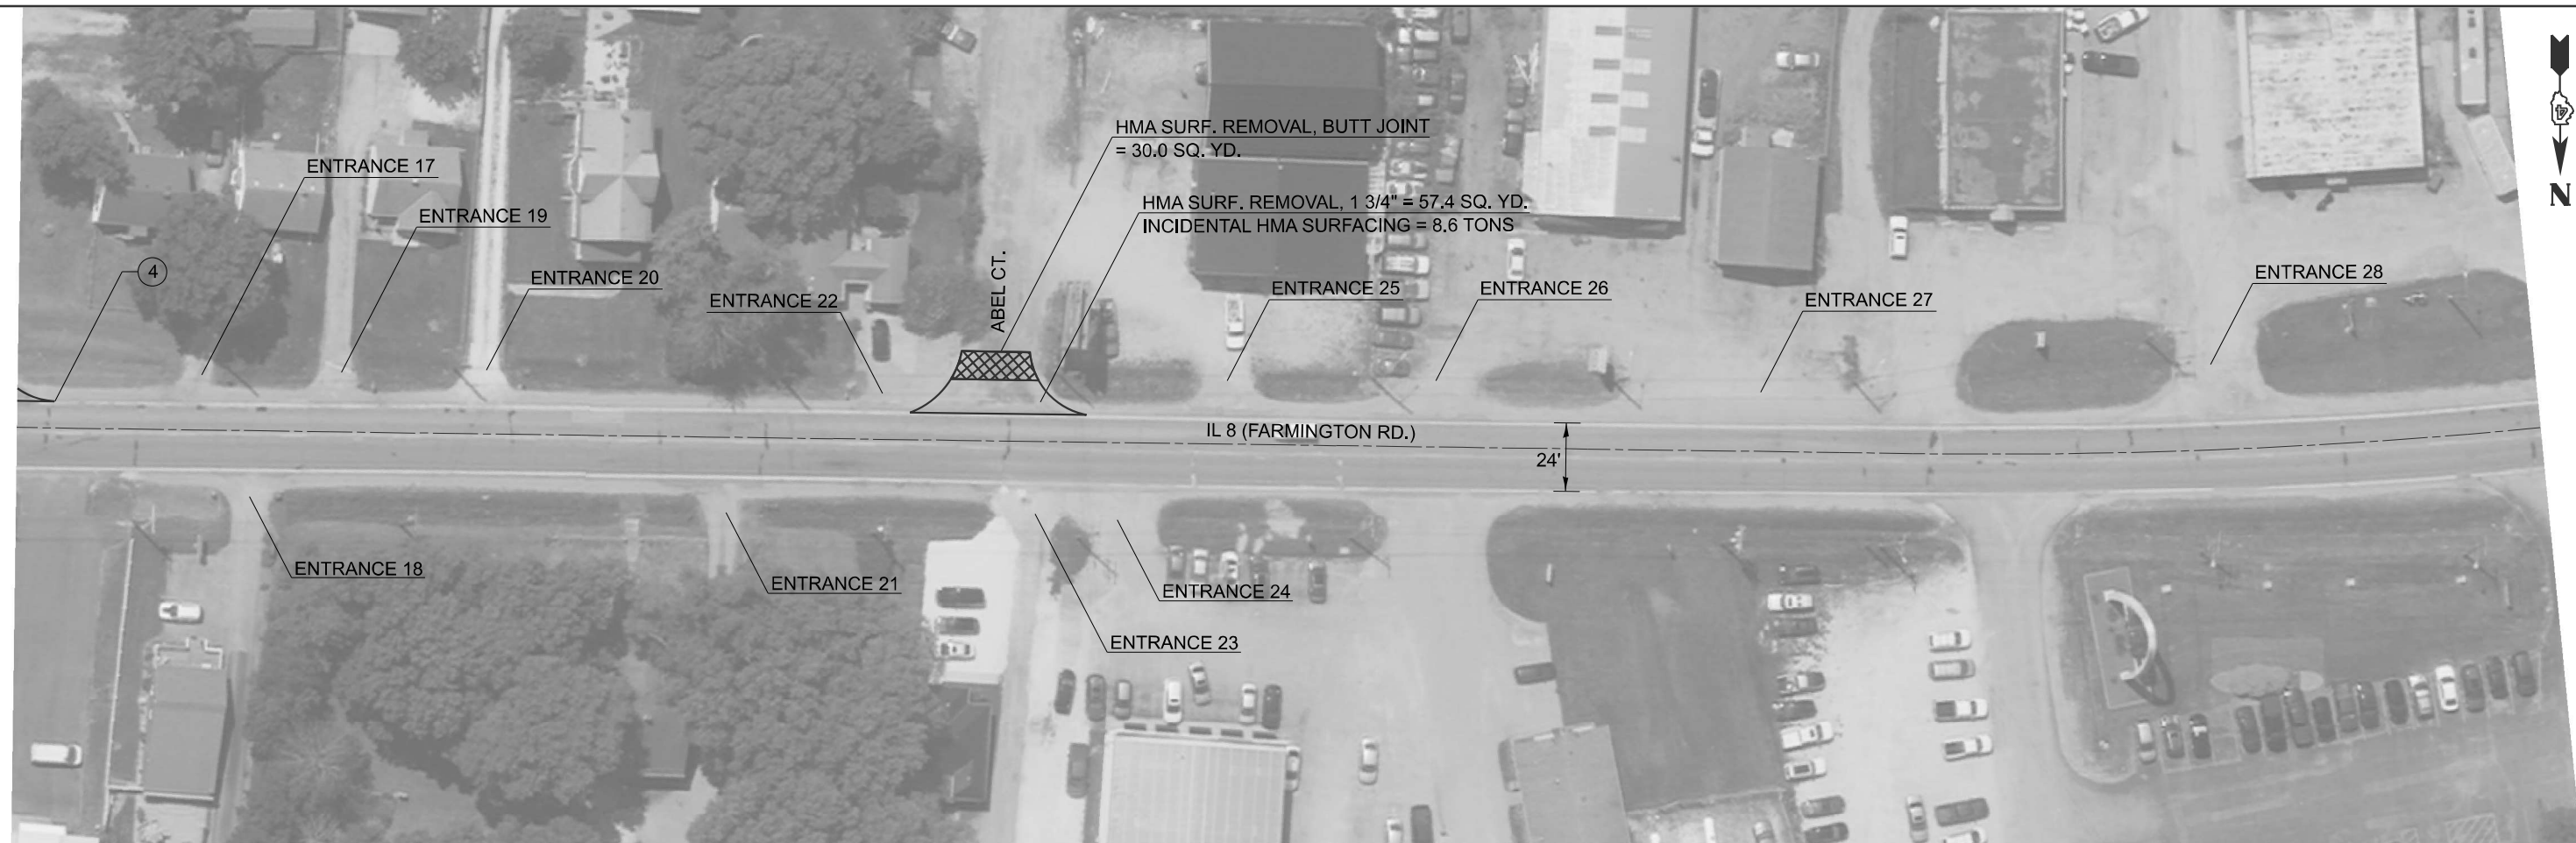 HMA SURF. REMOVAL, BUTT JOINT
= 30.0 SQ. YD.
ENTRANCE 17
HMA SURF. REMOVAL, 1 3/4" = 57.4 SQ. YD.
INCIDENTAL HMA SURFACING = 8.6 TONS
N
ENTRANCE 19
4
ENTRANCE 20
ENTRANCE 22
ABEL CT.
ENTRANCE 25
ENTRANCE 26
ENTRANCE 27
ENTRANCE 28
IL 8 (FARMINGTON RD.)
24'
ENTRANCE 18
ENTRANCE 21
ENTRANCE 24
ENTRANCE 23